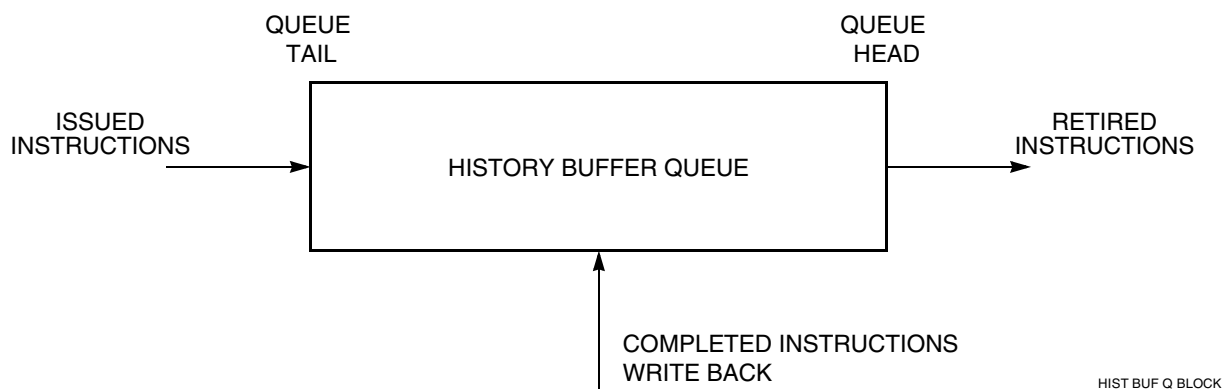 QUEUE
TAIL
QUEUE
HEAD
ISSUED
INSTRUCTIONS
HISTORY BUFFER QUEUE
RETIRED
INSTRUCTIONS
COMPLETED INSTRUCTIONS
WRITE BACK
HIST BUF Q BLOCK